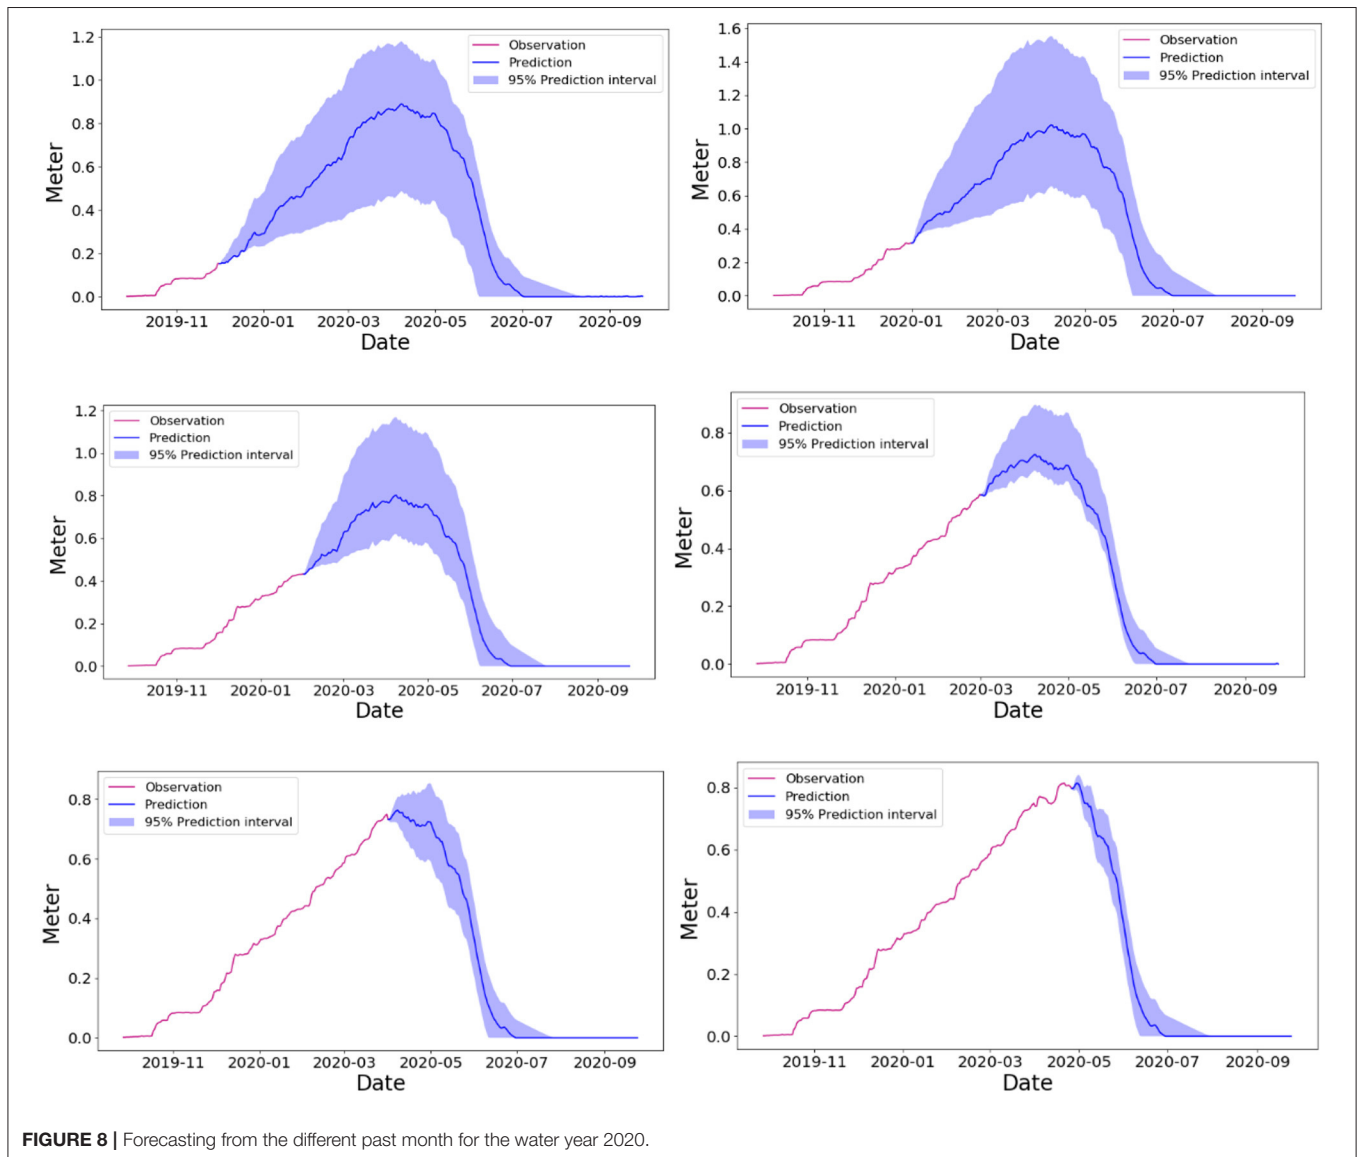 1.2
1.0
0.8
0.6
0.4
0.2
0.0
Meter
Observation
Prediction
95% Prediction interval
2019-11 2020-01 2020-03 2020-05 2020-07 2020-09
Date
1.6
1.4
1.2
1.0
0.8
0.6
0.4
0.2
0.0
Meter
Observation
Prediction
95% Prediction interval
2019-11 2020-01 2020-03 2020-05 2020-07 2020-09
Date
1.2
1.0
0.8
0.6
0.4
0.2
0.0
Meter
Observation
Prediction
95% Prediction interval
2019-11 2020-01 2020-03 2020-05 2020-07 2020-09
Date
0.8
0.6
0.4
0.2
0.0
Meter
Observation
Prediction
95% Prediction interval
2019-11 2020-01 2020-03 2020-05 2020-07 2020-09
Date
0.8
0.6
0.4
0.2
0.0
Meter
Observation
Prediction
95% Prediction interval
2019-11 2020-01 2020-03 2020-05 2020-07 2020-09
Date
0.8
0.6
0.4
0.2
0.0
Meter
Observation
Prediction
95% Prediction interval
2019-11 2020-01 2020-03 2020-05 2020-07 2020-09
Date
FIGURE 8 | Forecasting from the different past month for the water year 2020.